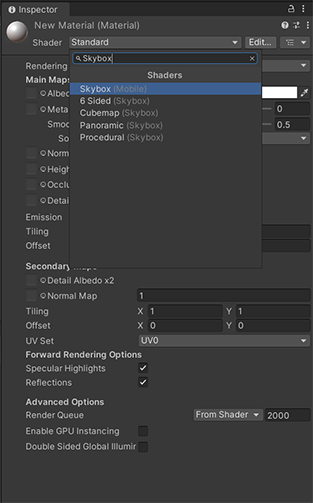 Inspector
New Material (Material)
Shader Standard Edit...
Skybox
Shaders
Skybox (Mobile)
6 Sided (Skybox)
Cubemap (Skybox)
Panoramic (Skybox)
Procedural (Skybox)
Rendering
Main Maps
Albe
Meta 0
Smoo 0.5
So
Norm
Heigh
Occlu
Detai
Emission
Tiling
Offset
Secondary Maps
Detail Albedo x2
Normal Map 1
Tiling X 1 Y 1
Offset X 0 Y 0
UV Set UV0
Forward Rendering Options
Specular Highlights
Reflections
Advanced Options
Render Queue From Shader 2000
Enable GPU Instancing
Double Sided Global Illumir